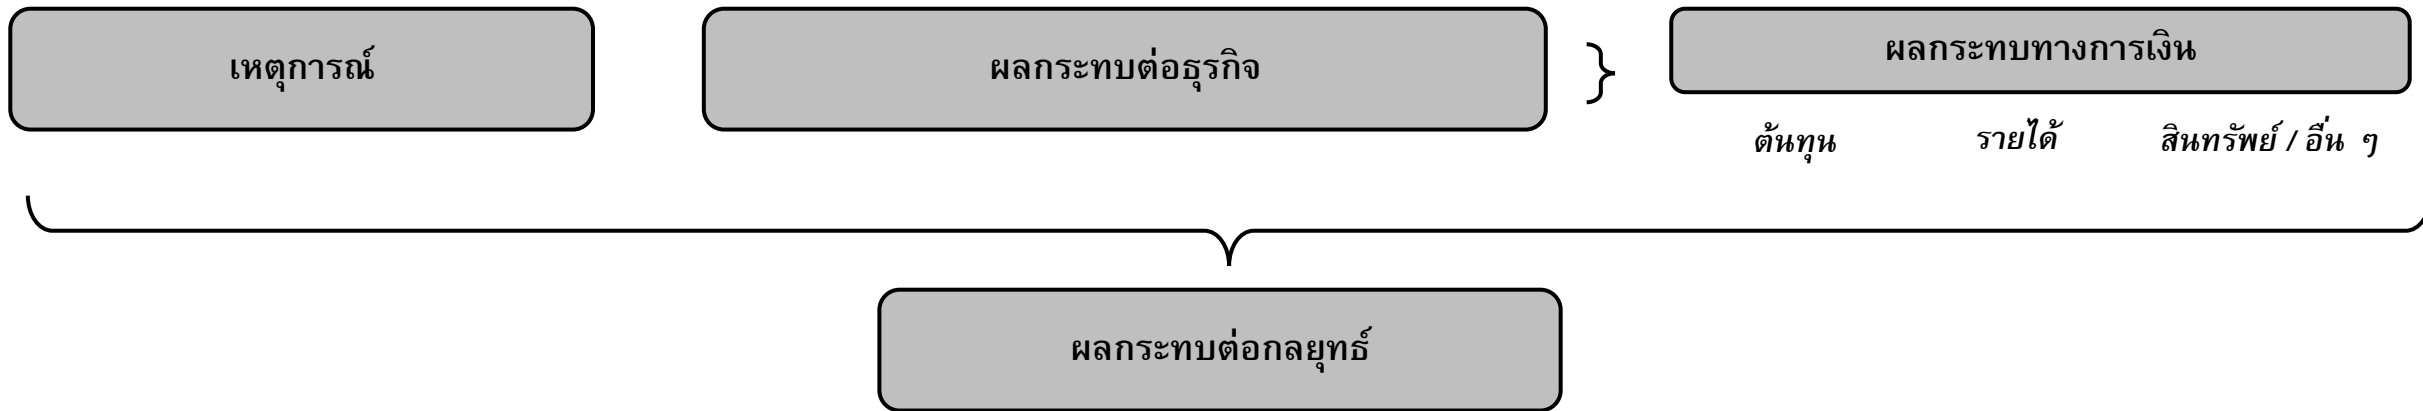 เหตุการณ์
ผลกระทบต่อธุรกิจ
ผลกระทบทางการเงิน
ต้นทุน
รายได้
สินทรัพย์ / อื่น ๆ
ผลกระทบต่อกลยุทธ์